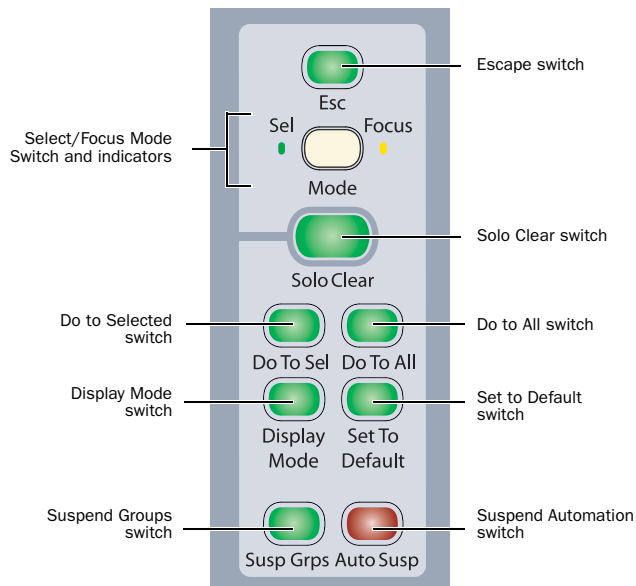 Escape switch
Esc
Sel
Focus
Select/Focus Mode
Switch and indicators
Mode
Solo Clear switch
Solo Clear
Do to Selected
switch
Do to All switch
Do To Sel
Do To All
Display Mode
switch
Set to Default
switch
Display
Mode
Set To
Default
Suspend Groups
switch
Suspend Automation
switch
Susp Grps
Auto Susp